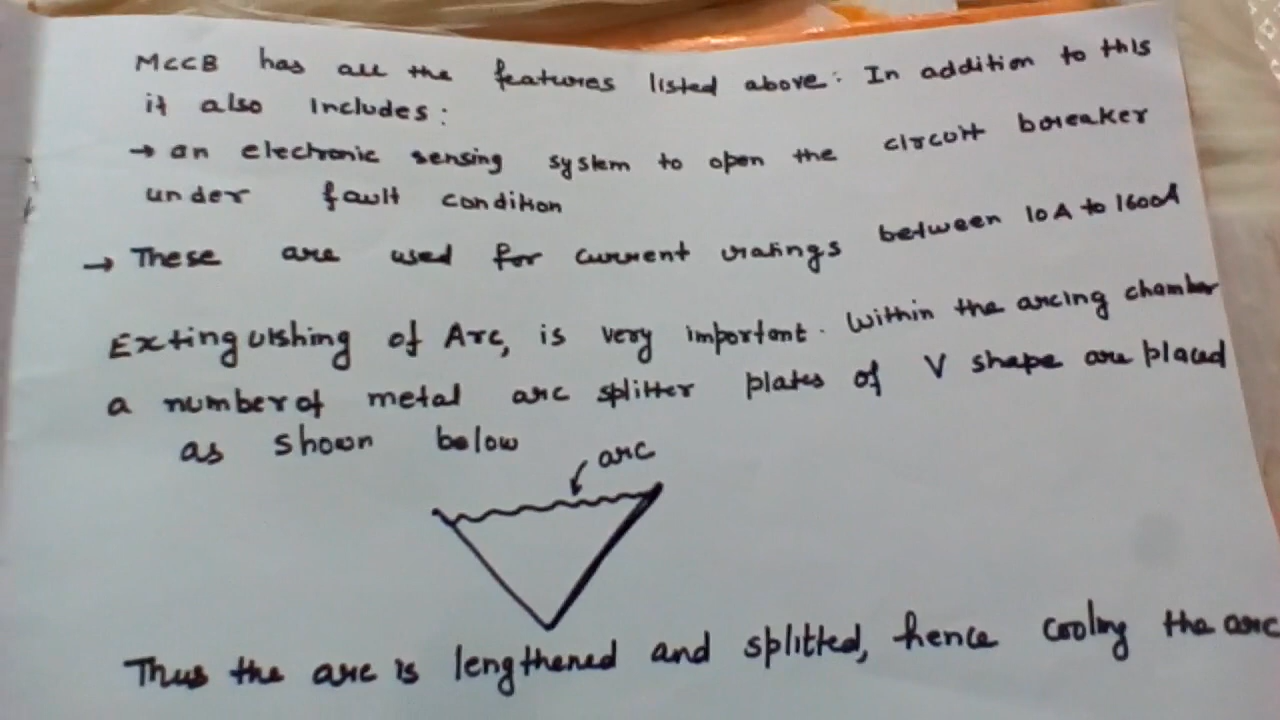 MCCB has all the features listed above. In addition to this
it also includes:
→ an electronic sensing system to open the circuit breaker
under fault condition
→ These are used for current ratings between 10A to 1600A
Extinguishing of Arc, is very important. Within the arcing chamber
a number of metal arc splitter plates of V shape are placed
as shown below
arc
Thus the arc is lengthened and splitted, hence cooling the arc